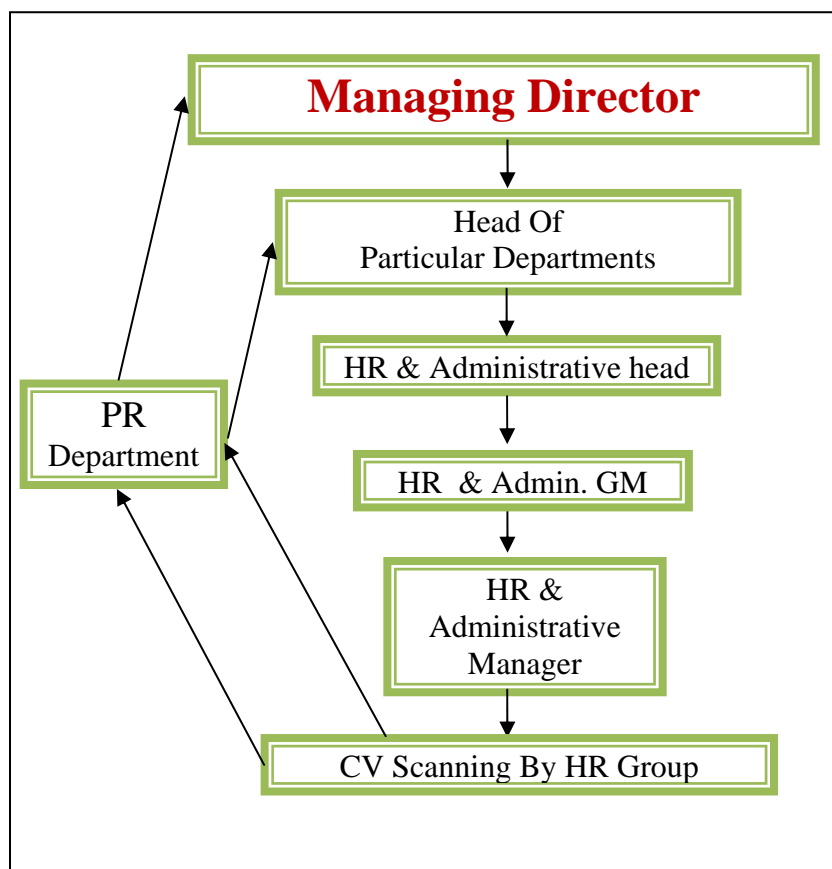 Managing Director
Head Of
Particular Departments
HR & Administrative head
PR
Department
HR & Admin. GM
HR &
Administrative
Manager
CV Scanning By HR Group